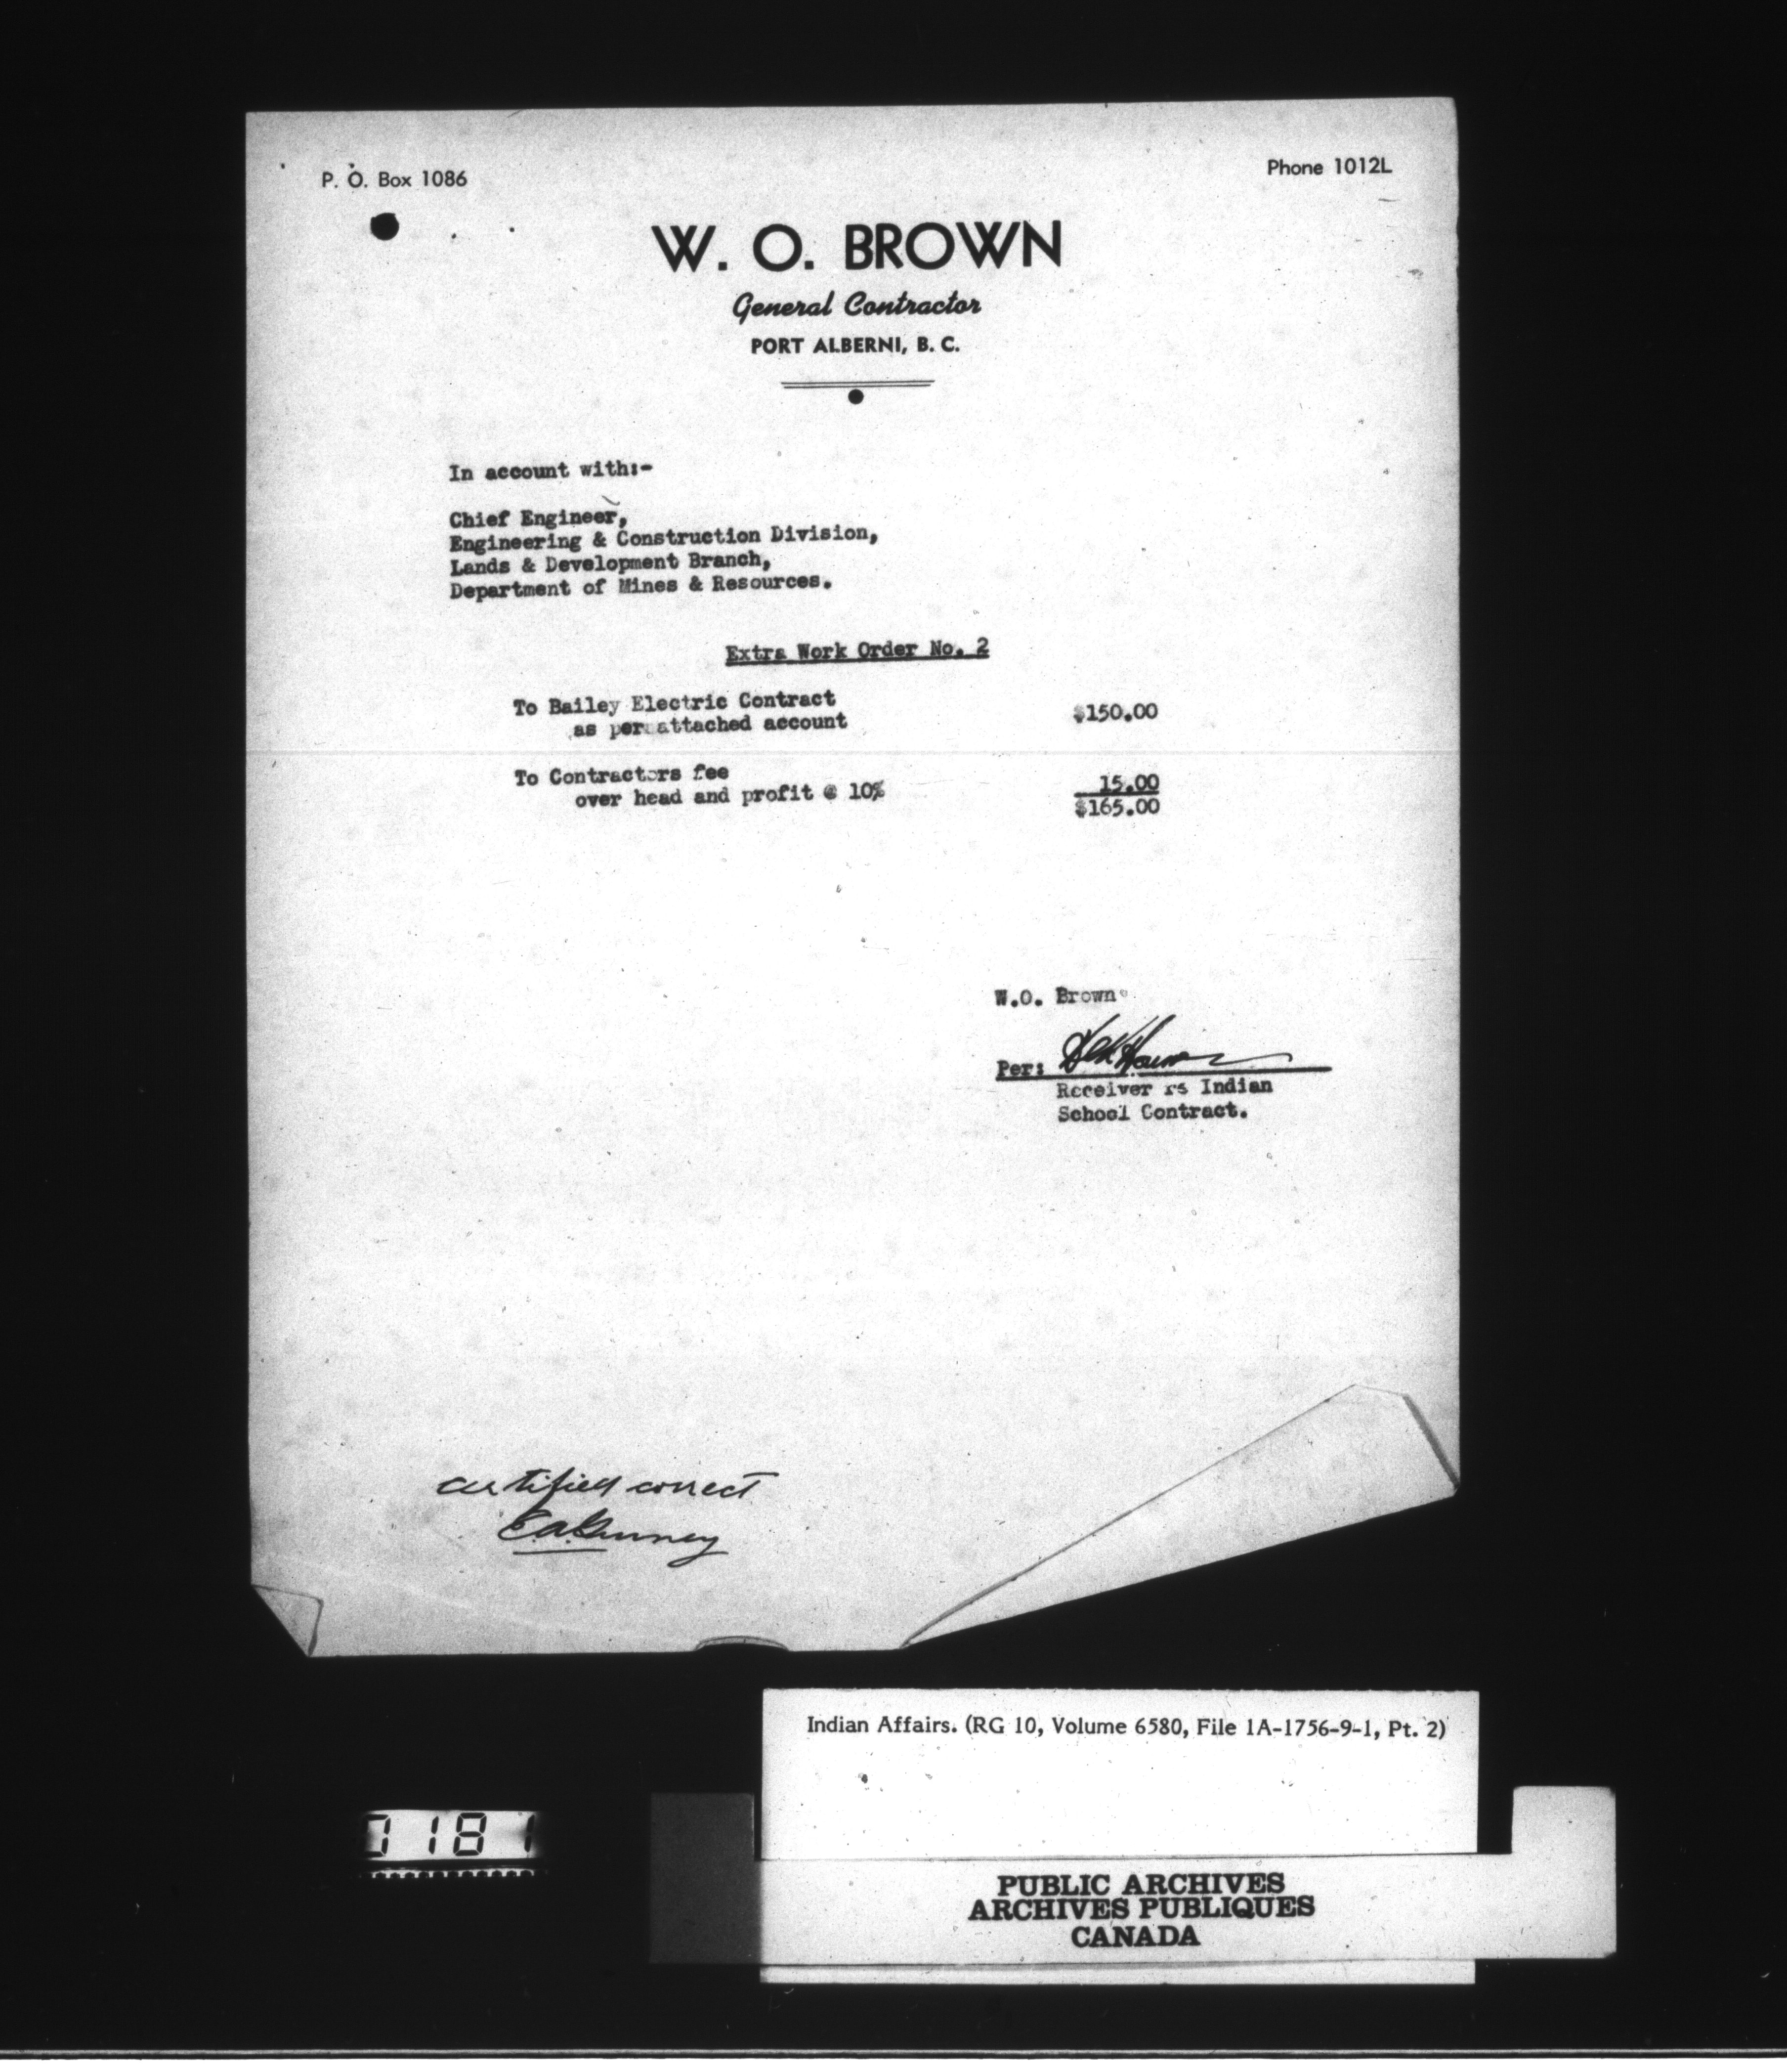 P. O. Box 1086
Phone 1012L
W. O. BROWN
General Contractor
PORT ALBERNI, B. C.
In account with:-
Chief Engineer,
Engineering & Construction Division,
Lands & Development Branch,
Department of Mines & Resources.
Extra Work Order No. 2
To Bailey Electric Contract
as per attached account $150.00
To Contractors fee
over head and profit @ 10% 15.00
$165.00
W.O. Brown
Per:
Receiver rs Indian
School Contract.
certified correct
Indian Affairs. (RG 10, Volume 6580, File 1A-1756-9-1, Pt. 2)
0181
PUBLIC ARCHIVES
ARCHIVES PUBLIQUES
CANADA